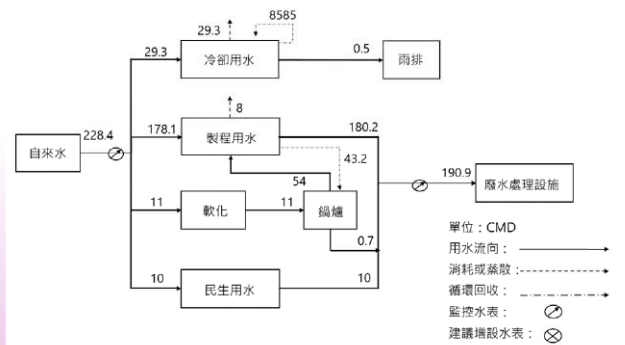 8585
29.3
29.3
冷卻用水
0.5
雨排
8
228.4
178.1
製程用水
180.2
自來水
43.2
54
190.9
廢水處理設施
11
軟化
11
鍋爐
0.7
10
民生用水
10
單位：CMD
用水流向：
消耗或蒸散：
循環回收：
監控水表：
建議增設水表：